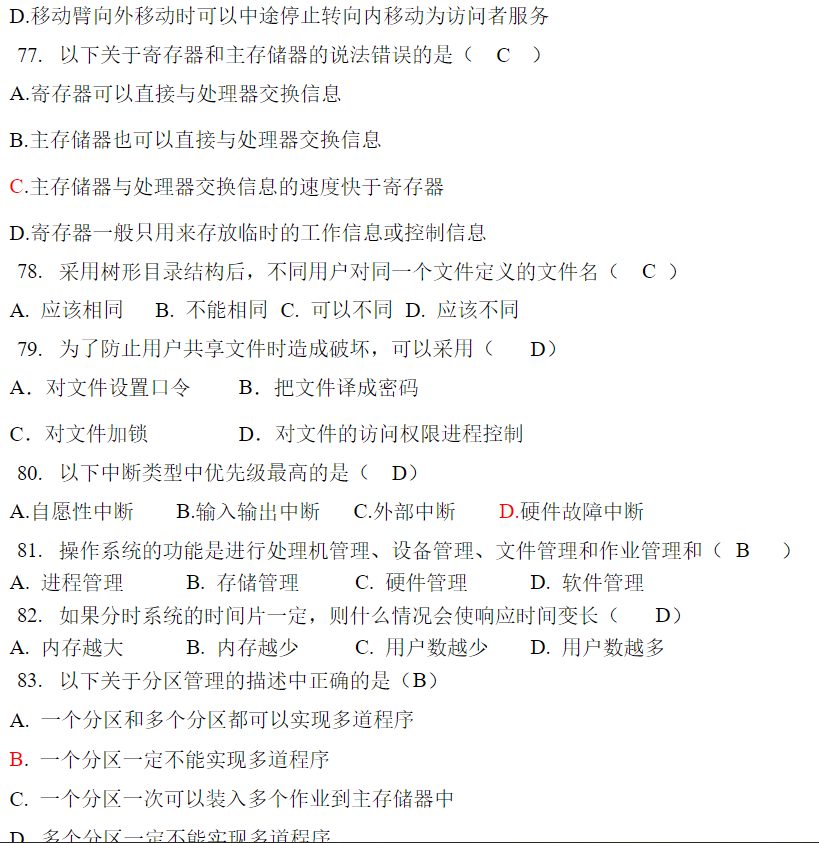 D.移动臂向外移动时可以中途停止转向内移动为访问者服务
77. 以下关于寄存器和主存储器的说法错误的是（ C ）
A.寄存器可以直接与处理器交换信息
B.主存储器也可以直接与处理器交换信息
C.主存储器与处理器交换信息的速度快于寄存器
D.寄存器一般只用来存放临时的工作信息或控制信息
78. 采用树形目录结构后，不同用户对同一个文件定义的文件名（ C ）
A. 应该相同 B. 不能相同 C. 可以不同 D. 应该不同
79. 为了防止用户共享文件时造成破坏，可以采用（ D）
A．对文件设置口令 B．把文件译成密码
C．对文件加锁 D．对文件的访问权限进程控制
80. 以下中断类型中优先级最高的是（ D）
A.自愿性中断 B.输入输出中断 C.外部中断 D.硬件故障中断
81. 操作系统的功能是进行处理机管理、设备管理、文件管理和作业管理和（ B ）
A. 进程管理 B. 存储管理 C. 硬件管理 D. 软件管理
82. 如果分时系统的时间片一定，则什么情况会使响应时间变长（ D）
A. 内存越大 B. 内存越少 C. 用户数越少 D. 用户数越多
83. 以下关于分区管理的描述中正确的是（B）
A. 一个分区和多个分区都可以实现多道程序
B. 一个分区一定不能实现多道程序
C. 一个分区一次可以装入多个作业到主存储器中
D. 多个分区一定不能实现多道程序